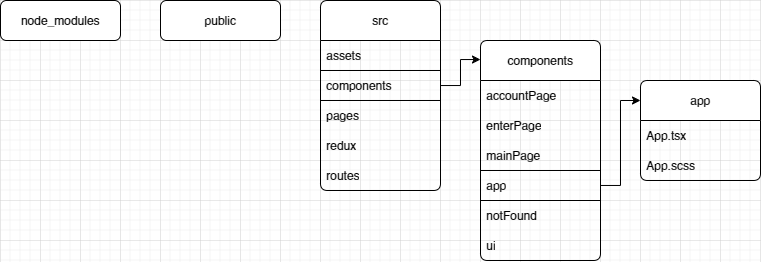 node_modules
public
src
assets
components
pages
redux
routes
components
accountPage
enterPage
mainPage
app
notFound
ui
app
App.tsx
App.scss